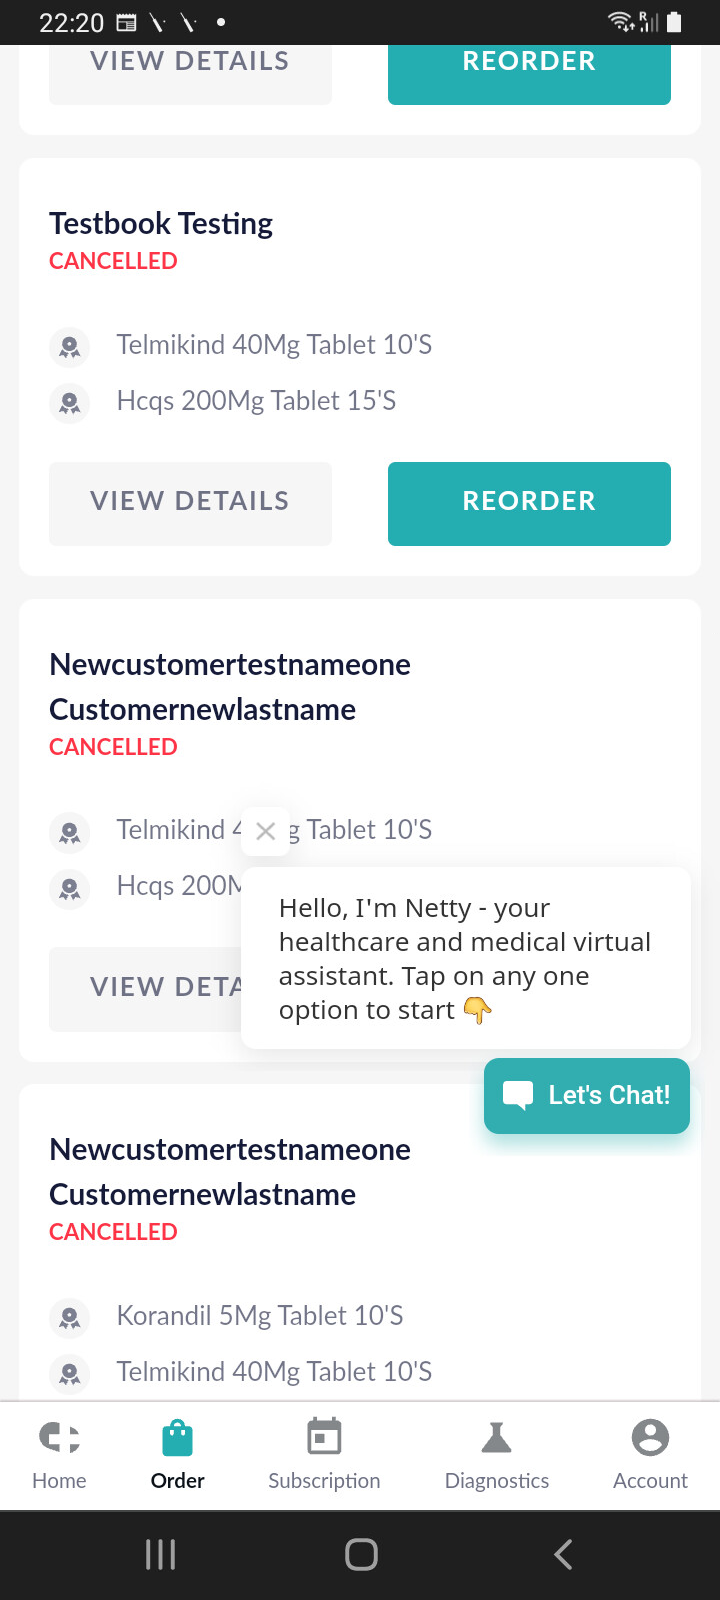 22:20
R
VIEW DETAILS
REORDER
Testbook Testing
CANCELLED
Telmikind 40Mg Tablet 10'S
Hcqs 200Mg Tablet 15'S
VIEW DETAILS
REORDER
Newcustomertestnameone
Customernewlastname
CANCELLED
Telmikind 4 g Tablet 10'S
Hcqs 200M
VIEW DETA
Hello, I'm Netty - your
healthcare and medical virtual
assistant. Tap on any one
option to start 👇
Let's Chat!
Newcustomertestnameone
Customernewlastname
CANCELLED
Korandil 5Mg Tablet 10'S
Telmikind 40Mg Tablet 10'S
Home
Order
Subscription
Diagnostics
Account